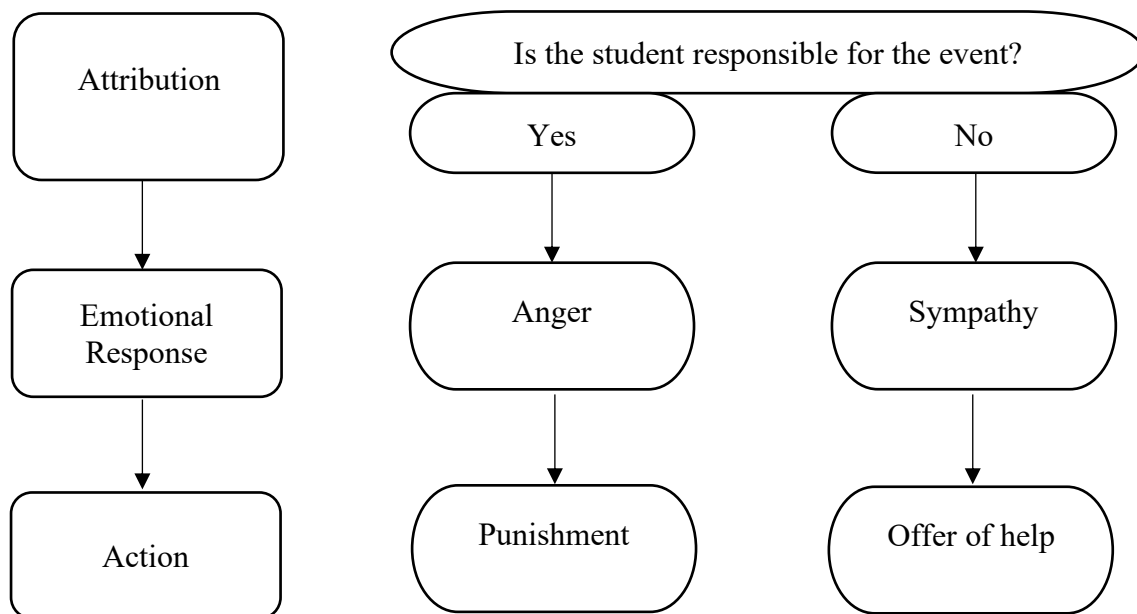 Attribution
Is the student responsible for the event?
Yes
No
Emotional
Response
Anger
Sympathy
Action
Punishment
Offer of help